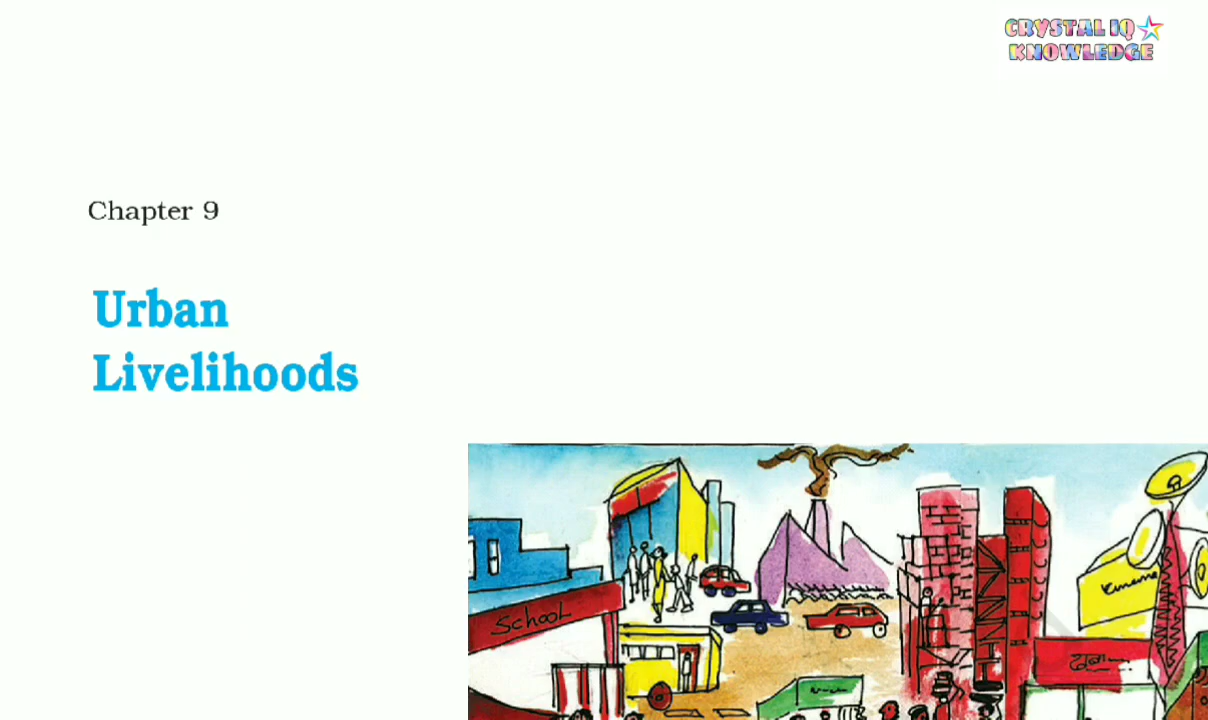 CRYSTAL IQ
KNOWLEDGE
Chapter 9
Urban
Livelihoods
School
Cinema